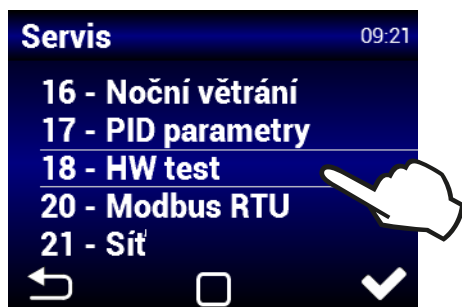 Servis 09:21
16 - Noční větrání
17 - PID parametry
18 - HW test
20 - Modbus RTU
21 - Síť